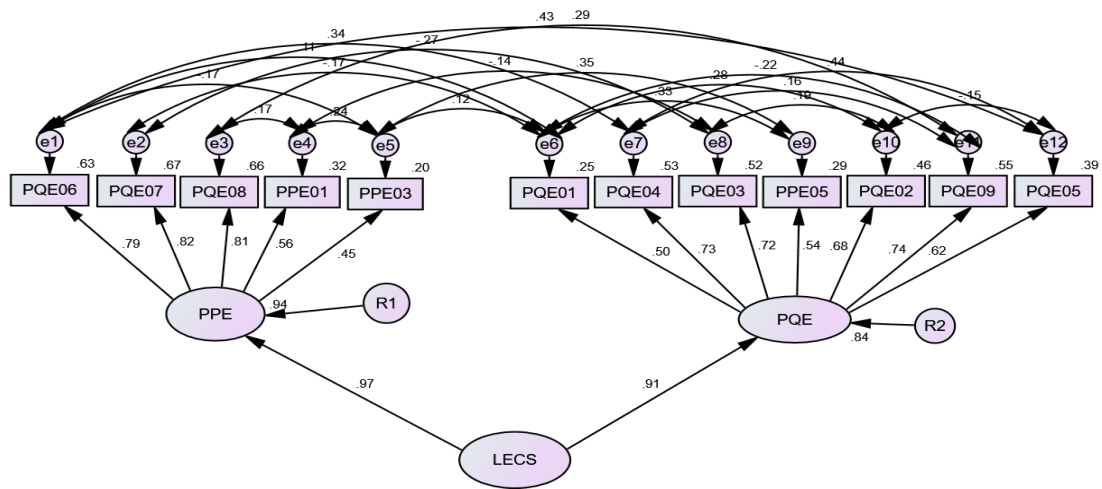 .43 .29
.34
.11 -.27
-.17 -.17 -.14 .35 .28 -.22 .44
.16
.33
.17 .24 .12 .19 -.15
e1 e2 e3 e4 e5 e6 e7 e8 e9 e10 e11 e12
.63 .67 .66 .32 .20 .25 .53 .52 .29 .46 .55 .39
PQE06 PQE07 PQE08 PPE01 PPE03 PQE01 PQE04 PQE03 PPE05 PQE02 PQE09 PQE05
.79 .82 .81 .56 .45 .50 .73 .72 .54 .68 .74 .62
PPE .94 R1 PQE .84 R2
.97 .91
LECS